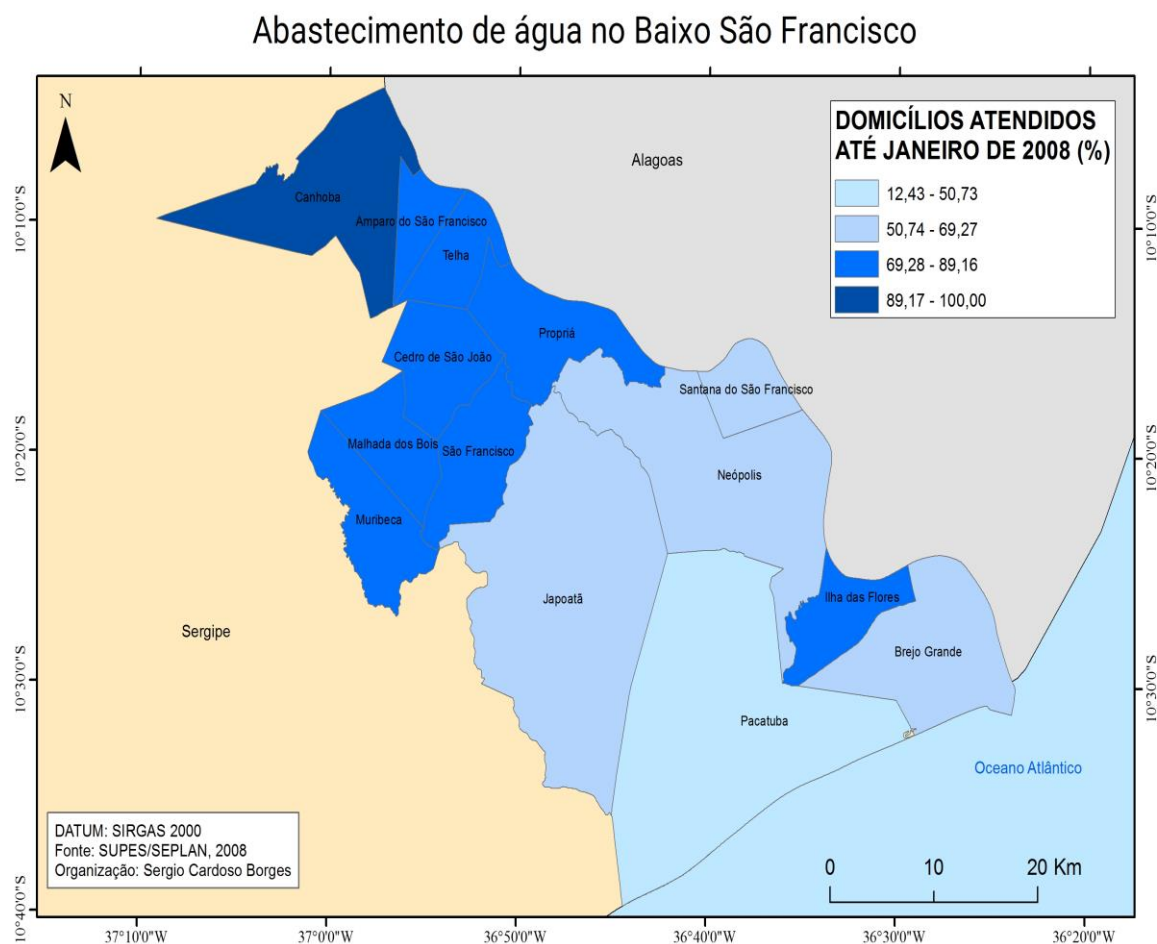 Abastecimento de água no Baixo São Francisco
N
DOMICÍLIOS ATENDIDOS
ATÉ JANEIRO DE 2008 (%)
12,43 - 50,73
50,74 - 69,27
69,28 - 89,16
89,17 - 100,00
Alagoas
Canhoba
Amparo do São Francisco
Telha
Propriá
Cedro de São João
Santana do São Francisco
Malhada dos Bois
São Francisco
Neópolis
Muribeca
Japoatã
Ilha das Flores
Sergipe
Brejo Grande
Pacatuba
Oceano Atlântico
DATUM: SIRGAS 2000
Fonte: SUPES/SEPLAN, 2008
Organização: Sergio Cardoso Borges
0 10 20 Km
10°10'0"S
10°20'0"S
10°30'0"S
10°40'0"S
10°10'0"S
10°20'0"S
10°30'0"S
37°10'0"W 37°0'0"W 36°50'0"W 36°40'0"W 36°30'0"W 36°20'0"W